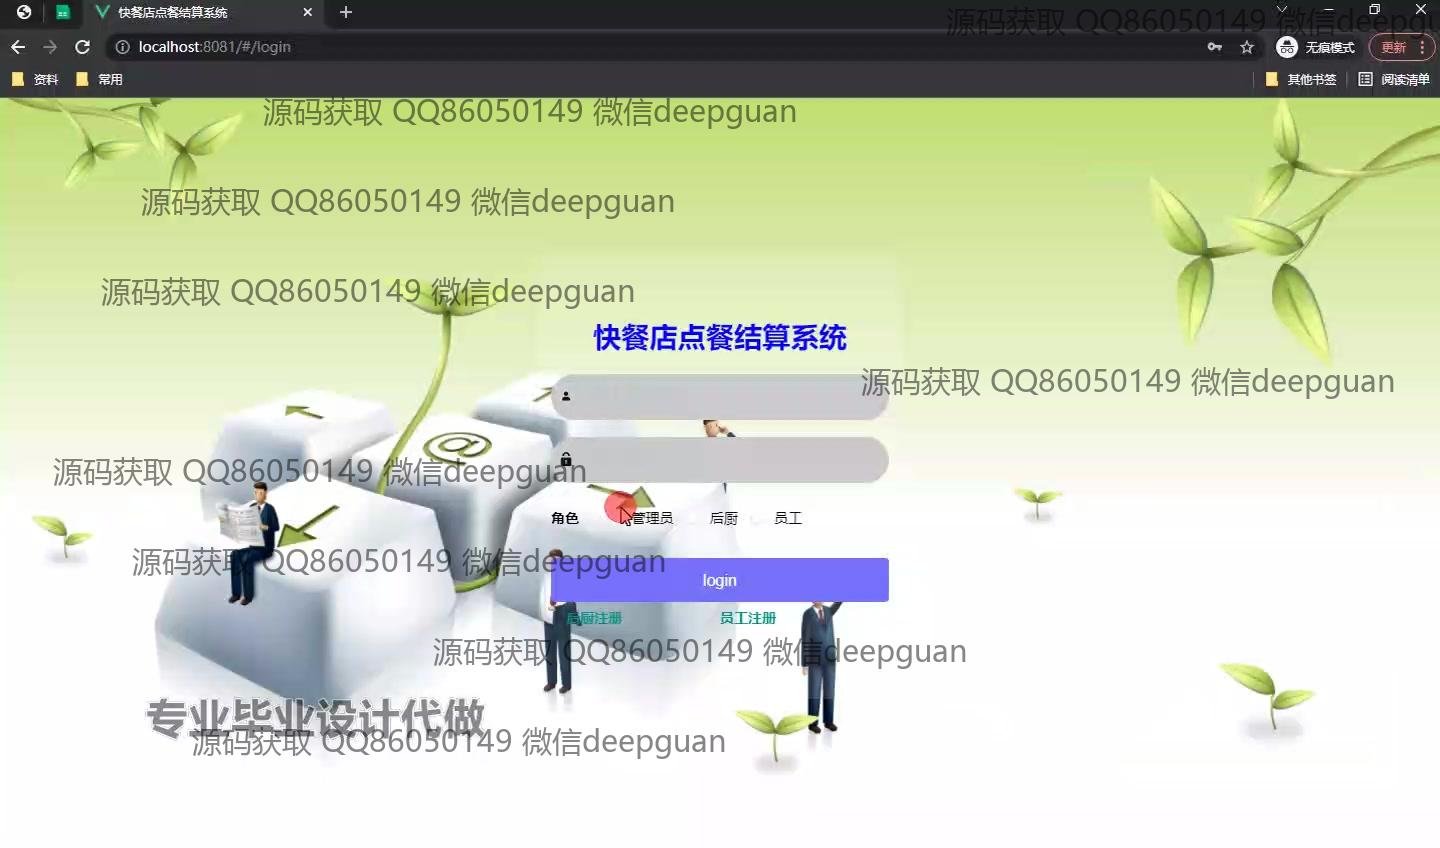 快餐店点餐结算系统
源码获取 QQ86050149 微信deepgu
localhost:8081/#/login
无痕模式
更新
资料
常用
其他书签
阅读清单
源码获取 QQ86050149 微信deepguan
源码获取 QQ86050149 微信deepguan
源码获取 QQ86050149 微信deepguan
快餐店点餐结算系统
源码获取 QQ86050149 微信deepguan
@
源码获取 QQ86050149 微信deepguan
角色 管理员 后厨 员工
源码获取 QQ86050149 微信deepguan
login
后厨注册 员工注册
源码获取 QQ86050149 微信deepguan
专业毕业设计代做
源码获取 QQ86050149 微信deepguan